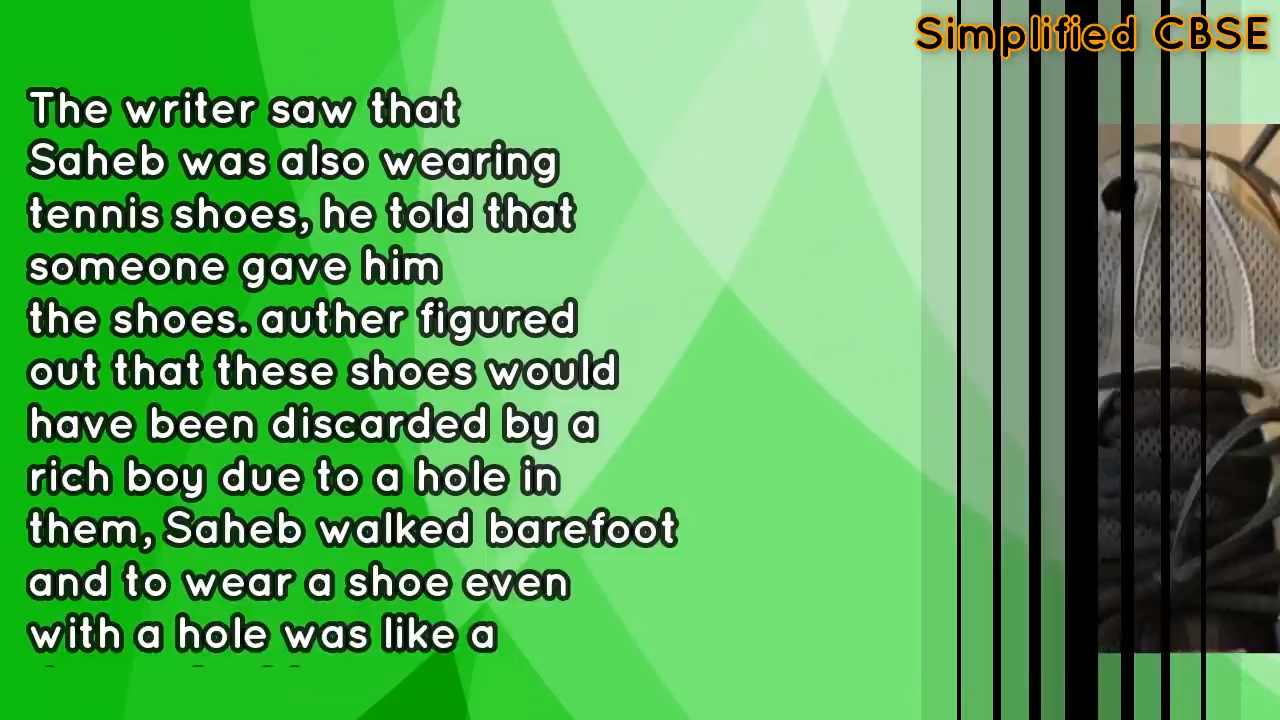 Simplified CBSE
The writer saw that
Saheb was also wearing
tennis shoes, he told that
someone gave him
the shoes. auther figured
out that these shoes would
have been discarded by a
rich boy due to a hole in
them, Saheb walked barefoot
and to wear a shoe even
with a hole was like a